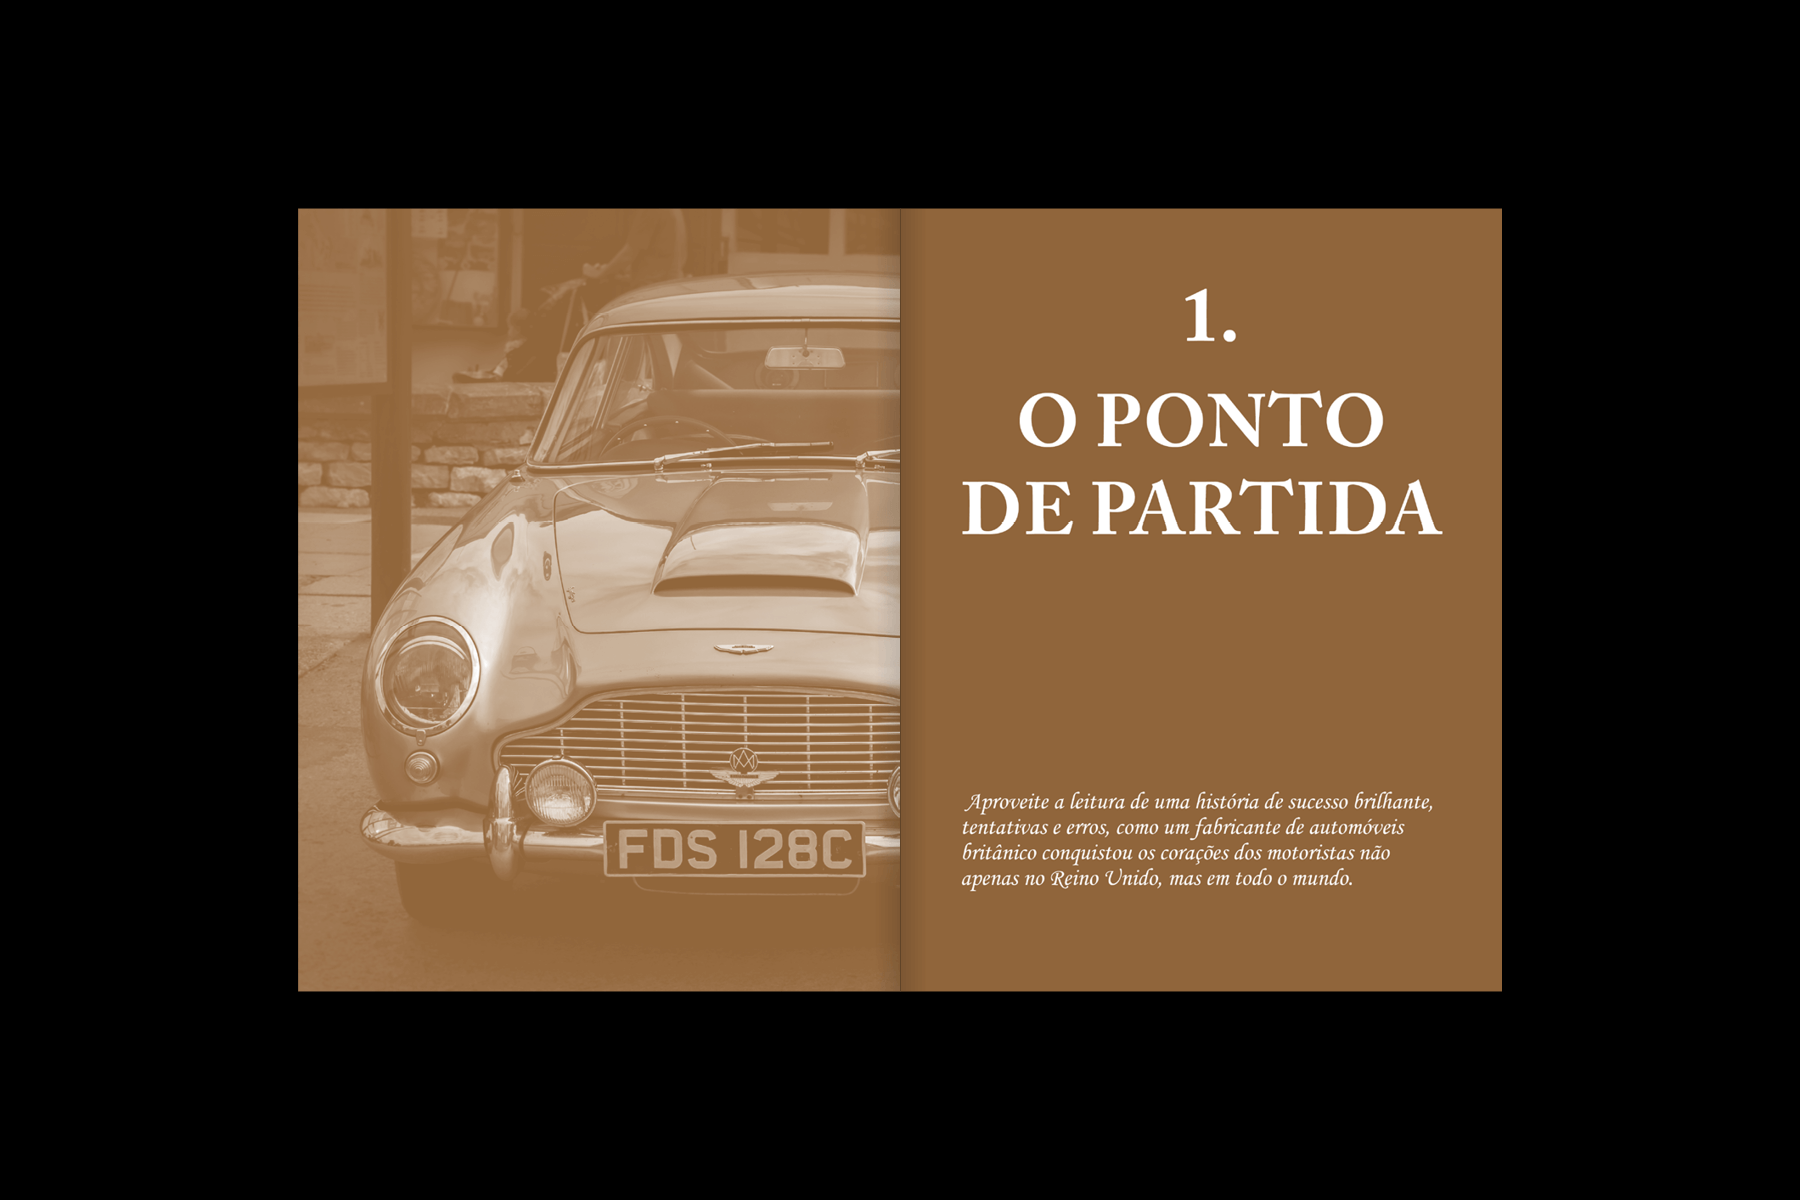 FDS 128C
1.
O PONTO
DE PARTIDA
Aproveite a leitura de uma história de sucesso brilhante,
tentativas e erros, como um fabricante de automóveis
britânico conquistou os corações dos motoristas não
apenas no Reino Unido, mas em todo o mundo.